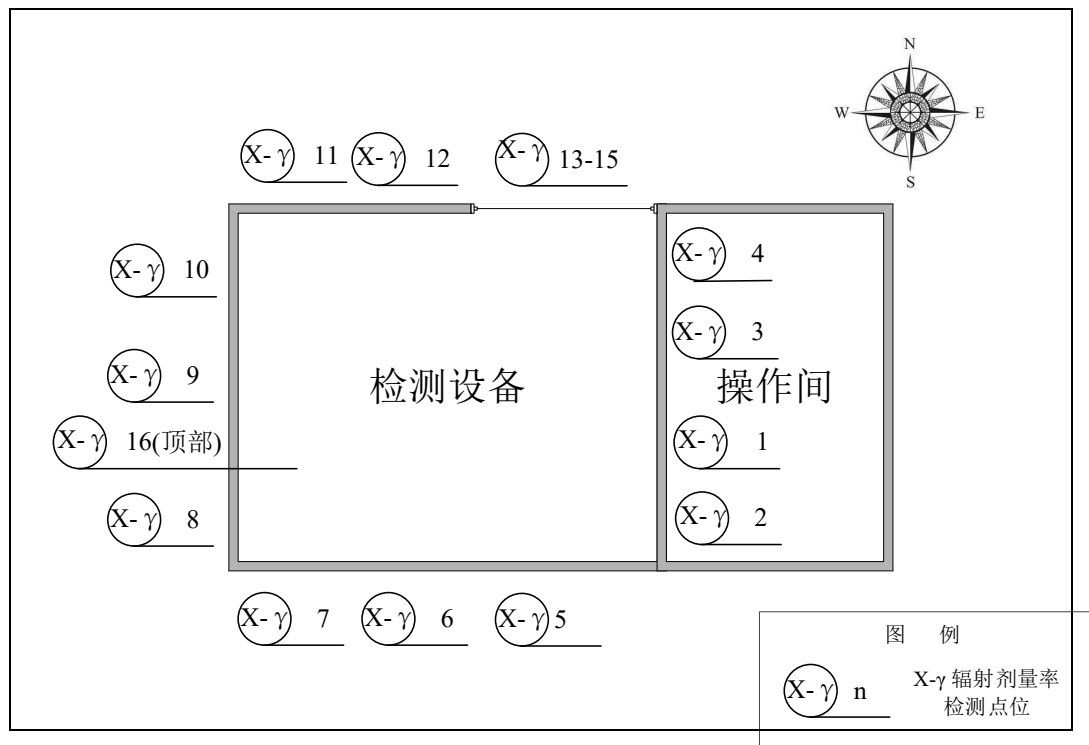 N
W E
S
X-γ 11 X-γ 12 X-γ 13-15
X-γ 10
X-γ 4
X-γ 3
X-γ 9
检测设备
操作间
X-γ 16(顶部)
X-γ 1
X-γ 8
X-γ 2
X-γ 7 X-γ 6 X-γ 5
图 例
X-γ n
X-γ 辐射剂量率
检测点位